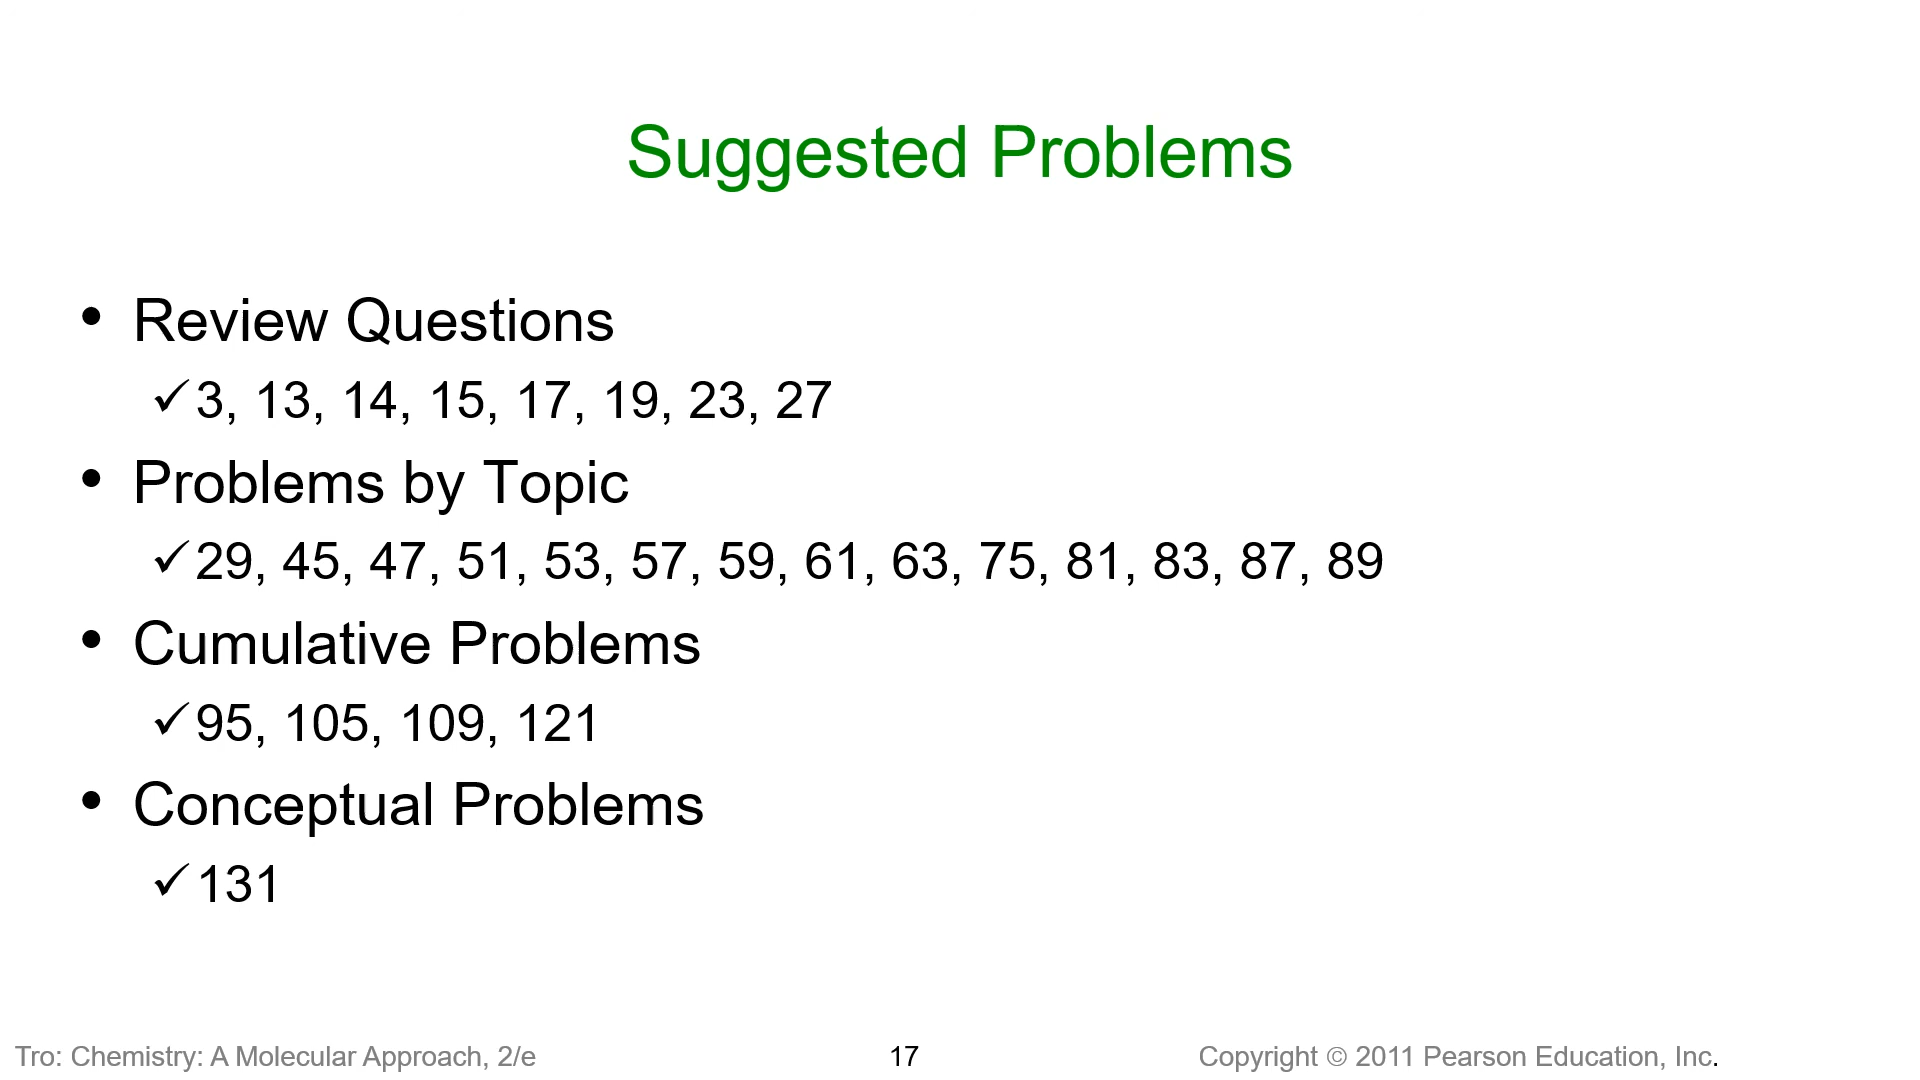 Suggested Problems
• Review Questions
✓3, 13, 14, 15, 17, 19, 23, 27
• Problems by Topic
✓29, 45, 47, 51, 53, 57, 59, 61, 63, 75, 81, 83, 87, 89
• Cumulative Problems
✓95, 105, 109, 121
• Conceptual Problems
✓131
Tro: Chemistry: A Molecular Approach, 2/e 17 Copyright © 2011 Pearson Education, Inc.